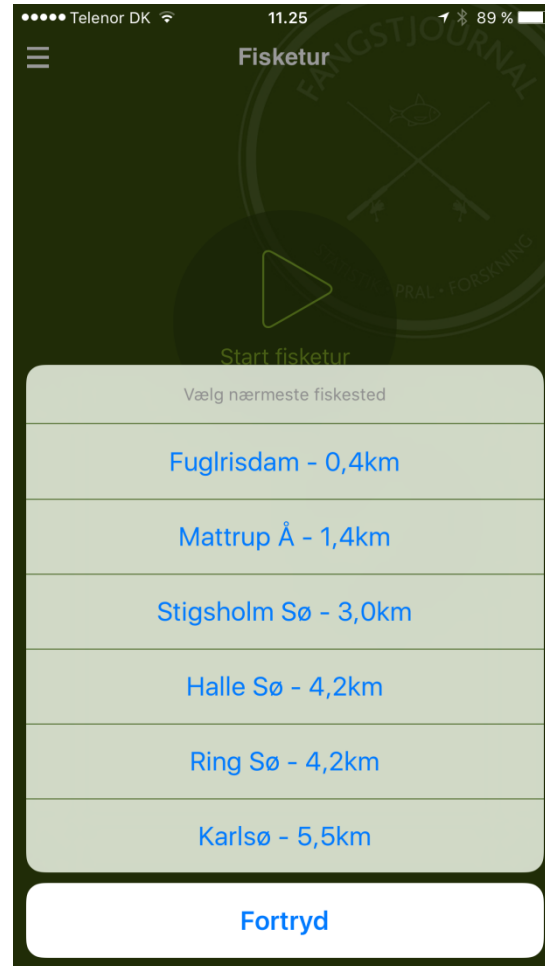 Telenor DK 11.25 89 %
Fisketur
FANGSTJOURNAL
PRAL • FORSKNING
Start fisketur
Vælg nærmeste fiskested
Fuglrisdam - 0,4km
Mattrup Å - 1,4km
Stigsholm Sø - 3,0km
Halle Sø - 4,2km
Ring Sø - 4,2km
Karlsø - 5,5km
Fortryd